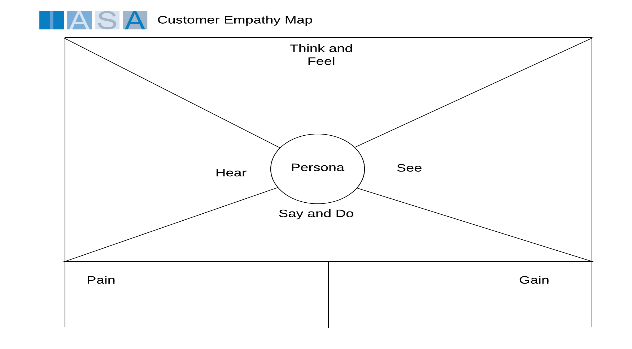 IASA Customer Empathy Map
Think and
Feel
Hear
Persona
See
Say and Do
Pain
Gain